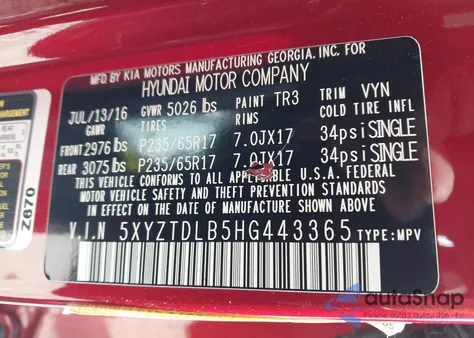 MFD. BY KIA MOTORS MANUFACTURING GEORGIA, INC. FOR
HYUNDAI MOTOR COMPANY
JUL/13/16 GVWR 5026 lbs PAINT TR3 TRIM VYN
GAWR TIRES RIMS COLD TIRE INFL
FRONT 2976 lbs P235/65R17 7.0JX17 34psi SINGLE
REAR 3075 lbs P235/65R17 7.0JX17 34psi SINGLE
THIS VEHICLE CONFORMS TO ALL APPLICABLE U.S.A. FEDERAL
MOTOR VEHICLE SAFETY AND THEFT PREVENTION STANDARDS
IN EFFECT ON THE DATE OF MANUFACTURE SHOWN ABOVE
V.I.N 5XYZTDLB5HG443365 TYPE: MPV
Z670
autoSnap